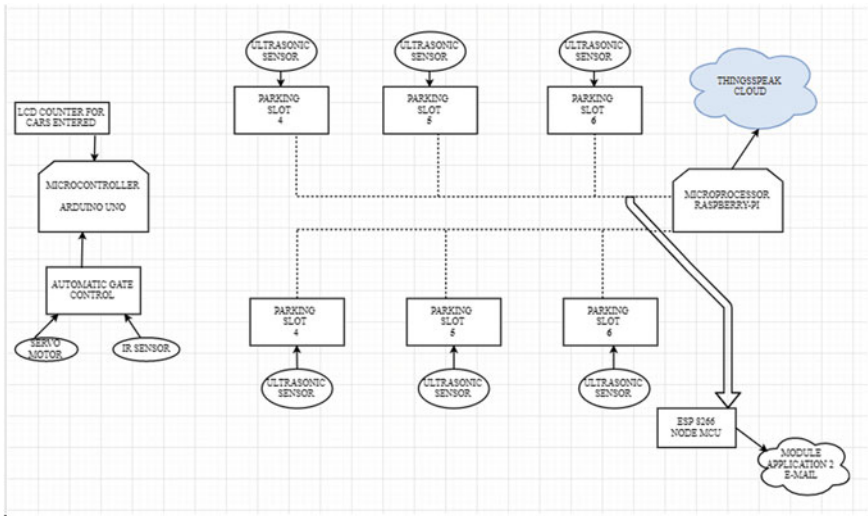 ULTRASONIC
SENSOR
ULTRASONIC
SENSOR
ULTRASONIC
SENSOR
THINGSSPEAK
CLOUD
LCD COUNTER FOR
CARS ENTERED
PARKING
SLOT
4
PARKING
SLOT
5
PARKING
SLOT
6
MICROCONTROLLER
ARDUINO UNO
MICROPROCESSOR
RASPBERRY-PI
AUTOMATIC GATE
CONTROL
PARKING
SLOT
4
PARKING
SLOT
5
PARKING
SLOT
6
SERVO
MOTOR
IR SENSOR
ULTRASONIC
SENSOR
ULTRASONIC
SENSOR
ULTRASONIC
SENSOR
ESP 8266
NODE MCU
MODULE
APPLICATION 2
E-MAIL